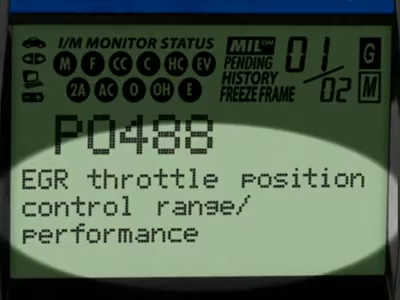 I/M MONITOR STATUS
M F CC C HC EV
2A AC O OH E
MIL ON
PENDING
HISTORY
FREEZE FRAME
01/02
G
M
P0488
EGR throttle position
control range/
performance